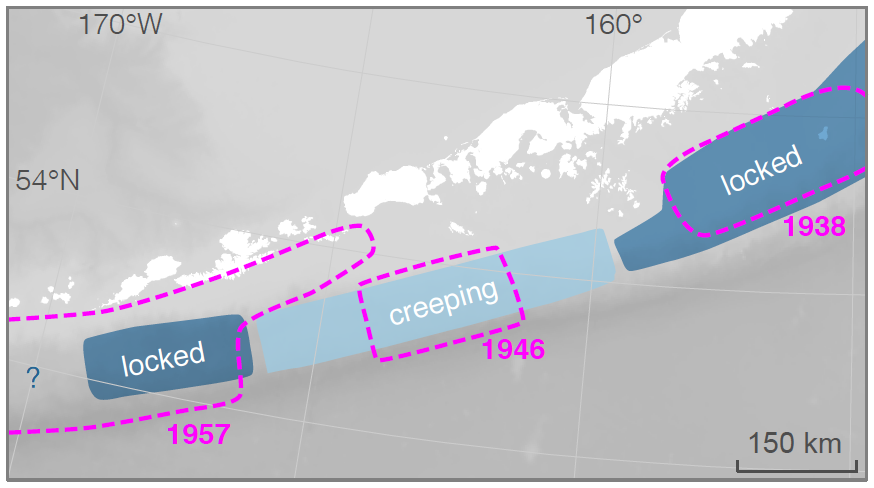 170°W
160°
54°N
locked
1938
creeping
locked
1946
?
1957
150 km